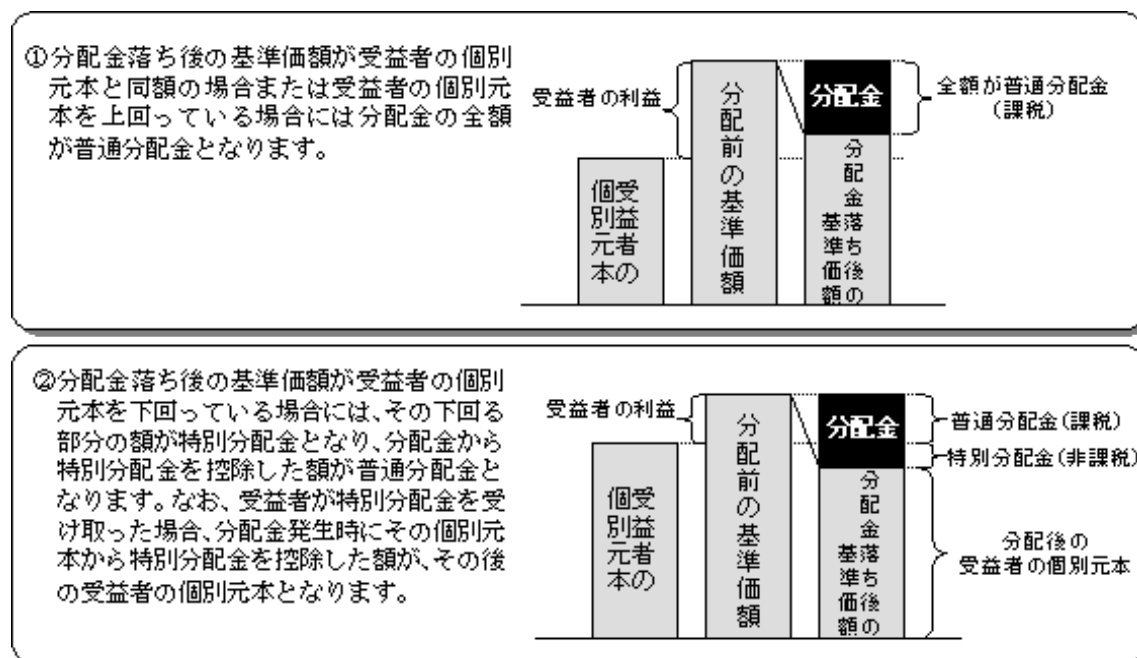 ①分配金落ち後の基準価額が受益者の個別
元本と同額の場合または受益者の個別元
本を上回っている場合には分配金の全額
が普通分配金となります。
受益者の利益
受益者の
個別元本
分配前の基準価額
分配金
分配金落ち後の
基準価額
全額が普通分配金
(課税)
②分配金落ち後の基準価額が受益者の個別
元本を下回っている場合には、その下回る
部分の額が特別分配金となり、分配金から
特別分配金を控除した額が普通分配金と
なります。なお、受益者が特別分配金を受
け取った場合、分配金発生時にその個別元
本から特別分配金を控除した額が、その後
の受益者の個別元本となります。
受益者の利益
受益者の
個別元本
分配前の基準価額
分配金
分配金落ち後の
基準価額
普通分配金(課税)
特別分配金(非課税)
分配後の
受益者の個別元本